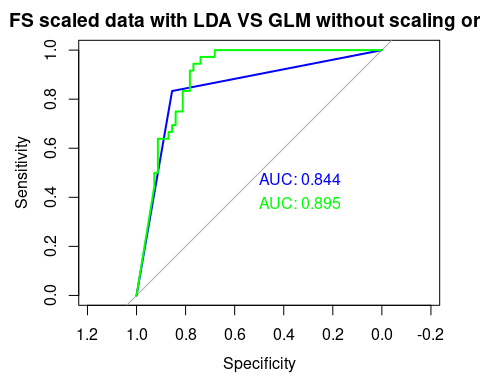 FS scaled data with LDA VS GLM without scaling or
1.0
0.8
0.6
0.4
0.2
0.0
Sensitivity
AUC: 0.844
AUC: 0.895
1.2 1.0 0.8 0.6 0.4 0.2 0.0 -0.2
Specificity